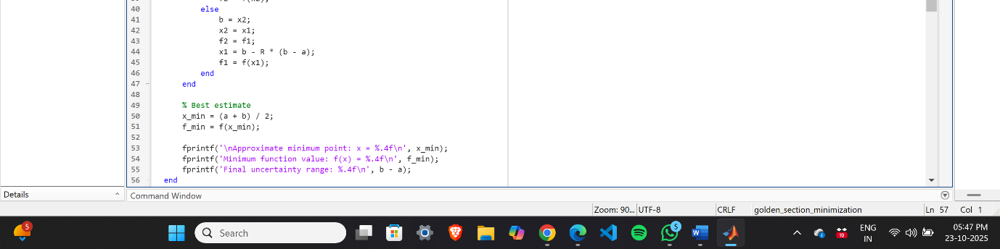 40 else
41 b = x2;
42 x2 = x1;
43 f2 = f1;
44 x1 = b - R * (b - a);
45 f1 = f(x1);
46 end
47 end
48
49 % Best estimate
50 x_min = (a + b) / 2;
51 f_min = f(x_min);
52
53 fprintf('\nApproximate minimum point: x = %.4f\n', x_min);
54 fprintf('Minimum function value: f(x) = %.4f\n', f_min);
55 fprintf('Final uncertainty range: %.4f\n', b - a);
56 end
Details
Command Window
Zoom: 90... UTF-8 CRLF golden_section_minimization Ln 57 Col 1
5 Search 5 W 10 ENG 05:47 PM
IN 23-10-2025